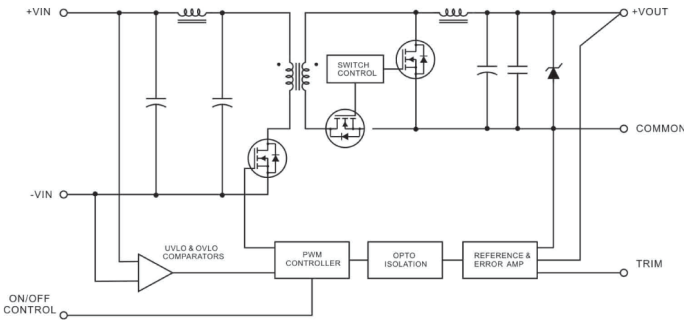 +VIN
+VOUT
SWITCH
CONTROL
COMMON
-VIN
UVLO & OVLO
COMPARATORS
PWM
CONTROLLER
OPTO
ISOLATION
REFERENCE &
ERROR AMP
TRIM
ON/OFF
CONTROL